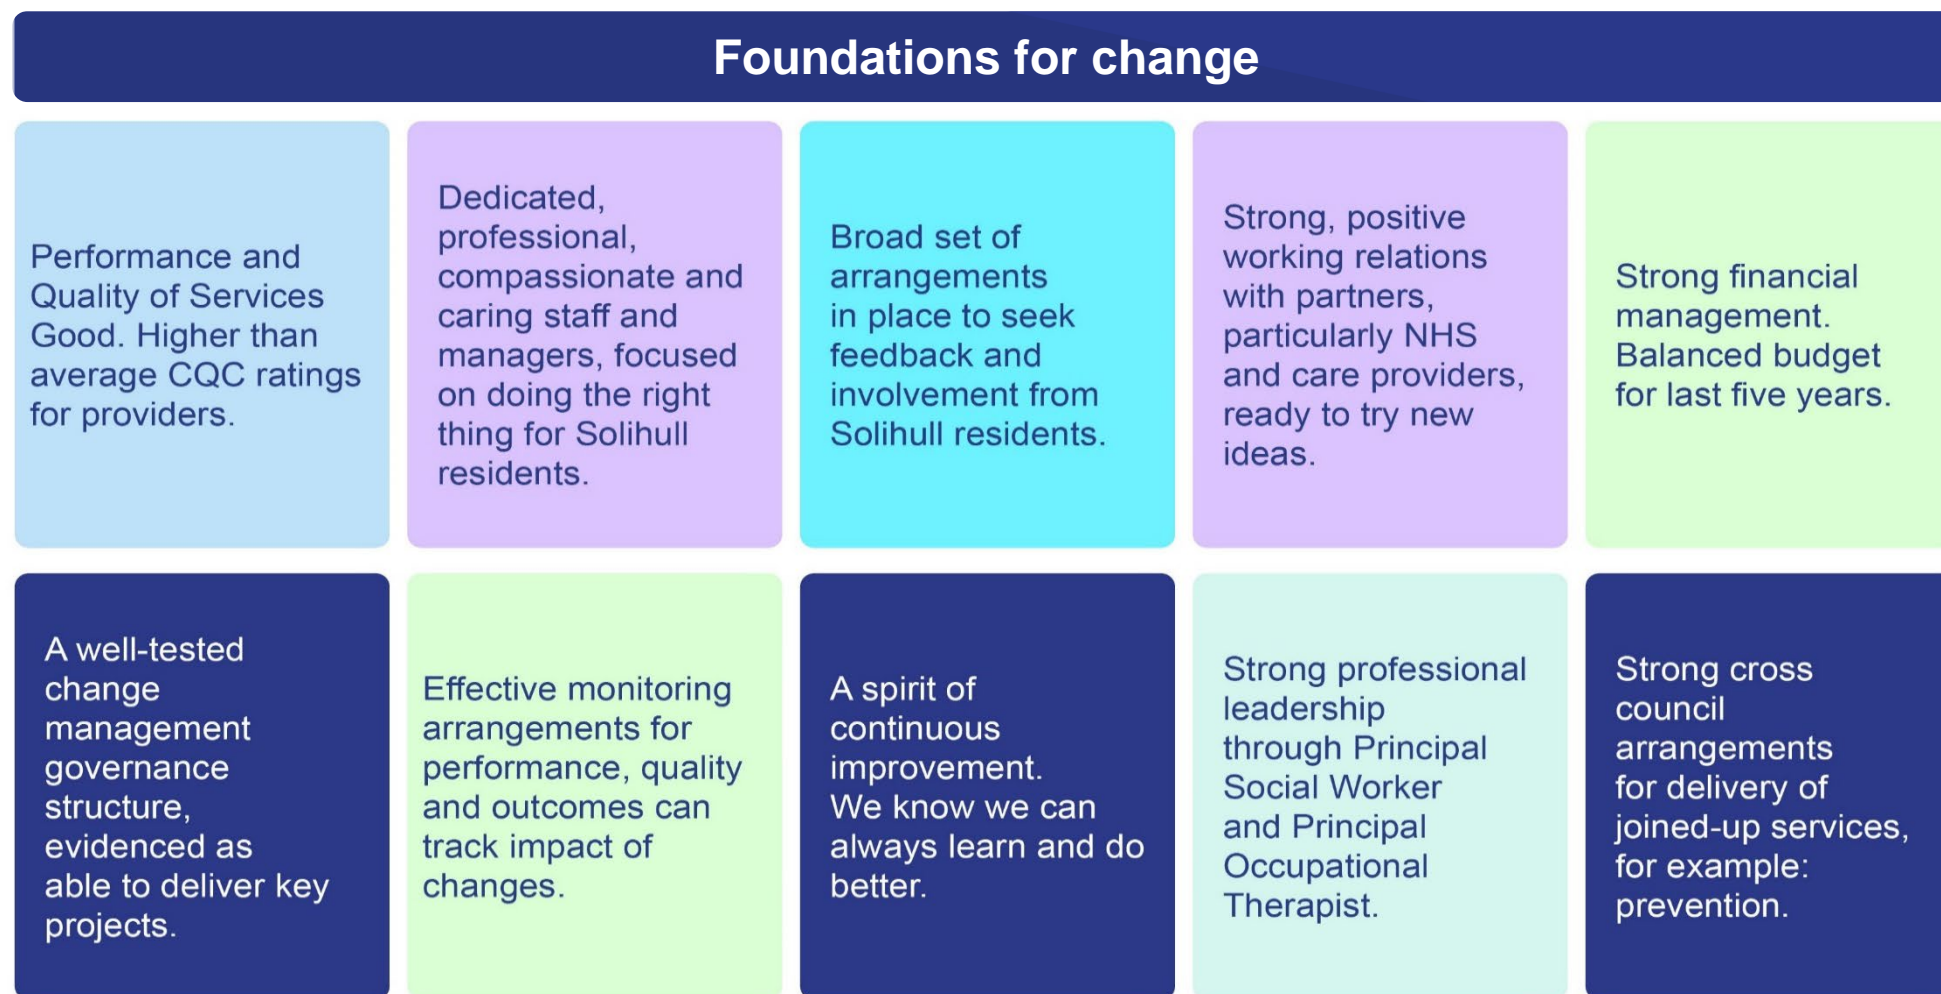 Foundations for change
Performance and
Quality of Services
Good. Higher than
average CQC ratings
for providers.
Dedicated,
professional,
compassionate and
caring staff and
managers, focused
on doing the right
thing for Solihull
residents.
Broad set of
arrangements
in place to seek
feedback and
involvement from
Solihull residents.
Strong, positive
working relations
with partners,
particularly NHS
and care providers,
ready to try new
ideas.
Strong financial
management.
Balanced budget
for last five years.
A well-tested
change
management
governance
structure,
evidenced as
able to deliver key
projects.
Effective monitoring
arrangements for
performance, quality
and outcomes can
track impact of
changes.
A spirit of
continuous
improvement.
We know we can
always learn and do
better.
Strong professional
leadership
through Principal
Social Worker
and Principal
Occupational
Therapist.
Strong cross
council
arrangements
for delivery of
joined-up services,
for example:
prevention.